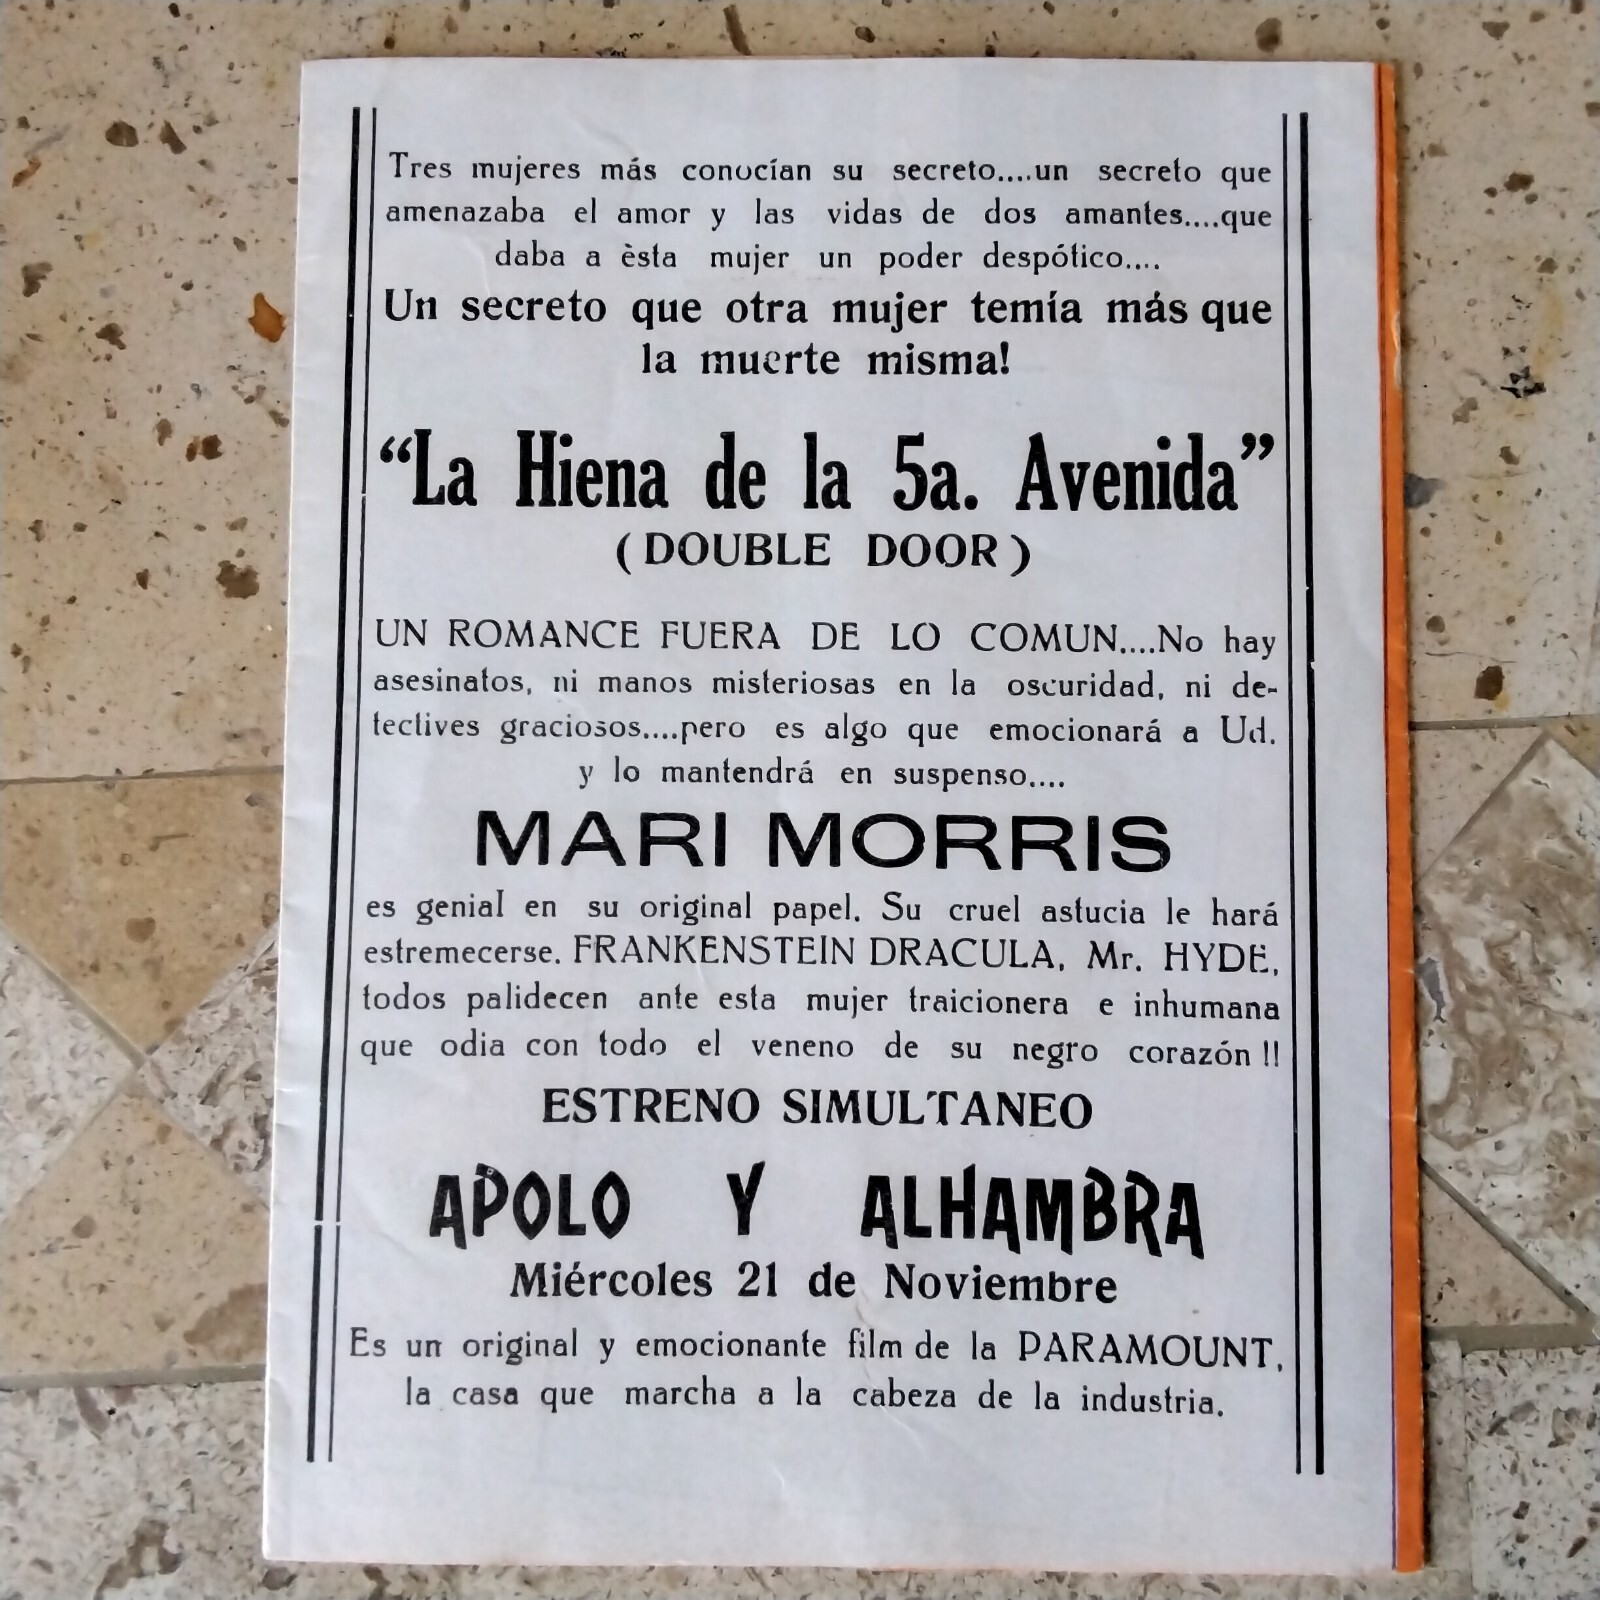 Tres mujeres más conocían su secreto....un secreto que
amenazaba el amor y las vidas de dos amantes....que
daba a èsta mujer un poder despótico....
Un secreto que otra mujer temía más que
la muerte misma!
“La Hiena de la 5a. Avenida”
(DOUBLE DOOR)
UN ROMANCE FUERA DE LO COMUN....No hay
asesinatos, ni manos misteriosas en la oscuridad, ni de-
tectives graciosos....pero es algo que emocionará a Ud.
y lo mantendrá en suspenso....
MARI MORRIS
es genial en su original papel. Su cruel astucia le hará
estremecerse. FRANKENSTEIN DRACULA, Mr. HYDE,
todos palidecen ante esta mujer traicionera e inhumana
que odia con todo el veneno de su negro corazón!!
ESTRENO SIMULTANEO
APOLO Y ALHAMBRA
Miércoles 21 de Noviembre
Es un original y emocionante film de la PARAMOUNT,
la casa que marcha a la cabeza de la industria.